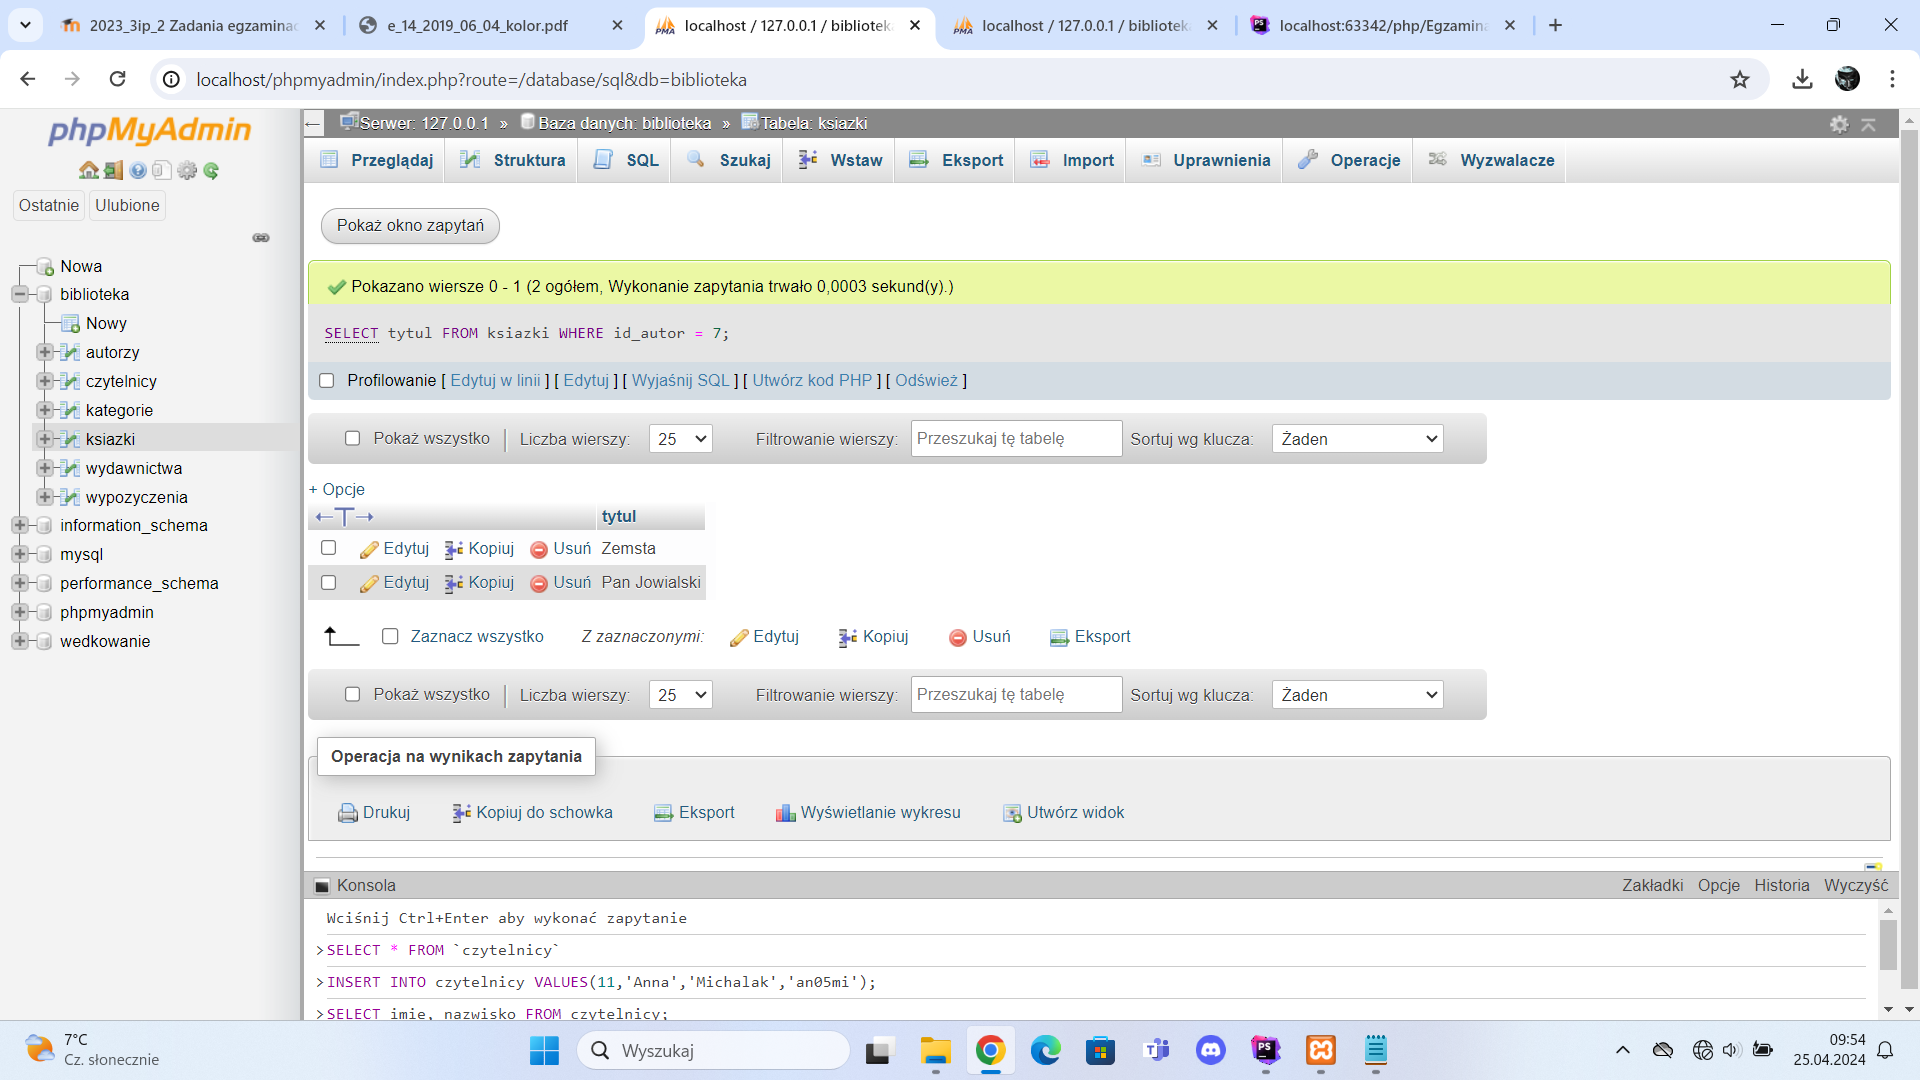 2023_3ip_2 Zadania egzaminac
e_14_2019_06_04_kolor.pdf
localhost / 127.0.0.1 / bibliotek
localhost / 127.0.0.1 / bibliotek
localhost:63342/php/Egzamina
localhost/phpmyadmin/index.php?route=/database/sql&db=biblioteka
phpMyAdmin
Ostatnie Ulubione
Nowa
biblioteka
Nowy
autorzy
czytelnicy
kategorie
ksiazki
wydawnictwa
wypozyczenia
information_schema
mysql
performance_schema
phpmyadmin
wedkowanie
Serwer: 127.0.0.1 » Baza danych: biblioteka » Tabela: ksiazki
Przeglądaj Struktura SQL Szukaj Wstaw Eksport Import Uprawnienia Operacje Wyzwalacze
Pokaż okno zapytań
Pokazano wiersze 0 - 1 (2 ogółem, Wykonanie zapytania trwało 0,0003 sekund(y).)
SELECT tytul FROM ksiazki WHERE id_autor = 7;
Profilowanie [ Edytuj w linii ] [ Edytuj ] [ Wyjaśnij SQL ] [ Utwórz kod PHP ] [ Odśwież ]
Pokaż wszystko Liczba wierszy: 25 Filtrowanie wierszy: Przeszukaj tę tabelę Sortuj wg klucza: Żaden
+ Opcje
←T→ tytul
Edytuj Kopiuj Usuń Zemsta
Edytuj Kopiuj Usuń Pan Jowialski
Zaznacz wszystko Z zaznaczonymi: Edytuj Kopiuj Usuń Eksport
Pokaż wszystko Liczba wierszy: 25 Filtrowanie wierszy: Przeszukaj tę tabelę Sortuj wg klucza: Żaden
Operacja na wynikach zapytania
Drukuj Kopiuj do schowka Eksport Wyświetlanie wykresu Utwórz widok
Konsola Zakładki Opcje Historia Wyczyść
Wciśnij Ctrl+Enter aby wykonać zapytanie
>SELECT * FROM `czytelnicy`
>INSERT INTO czytelnicy VALUES(11,'Anna','Michalak','an05mi');
>SELECT imie, nazwisko FROM czytelnicy;
7°C
Cz. słonecznie
Wyszukaj
09:54
25.04.2024